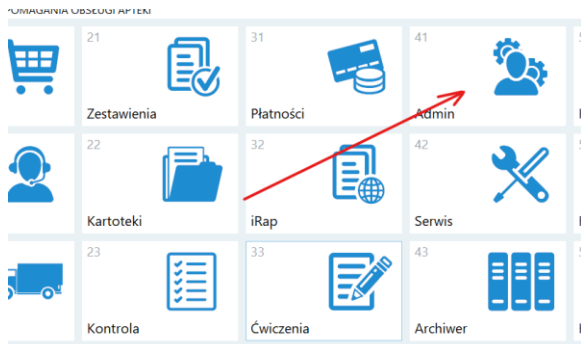 POMAGANIA OBSŁUGI APTEKI
21 31 41
Zestawienia Płatności Admin
22 32 42
Kartoteki iRap Serwis
23 33 43
Kontrola Ćwiczenia Archiwer